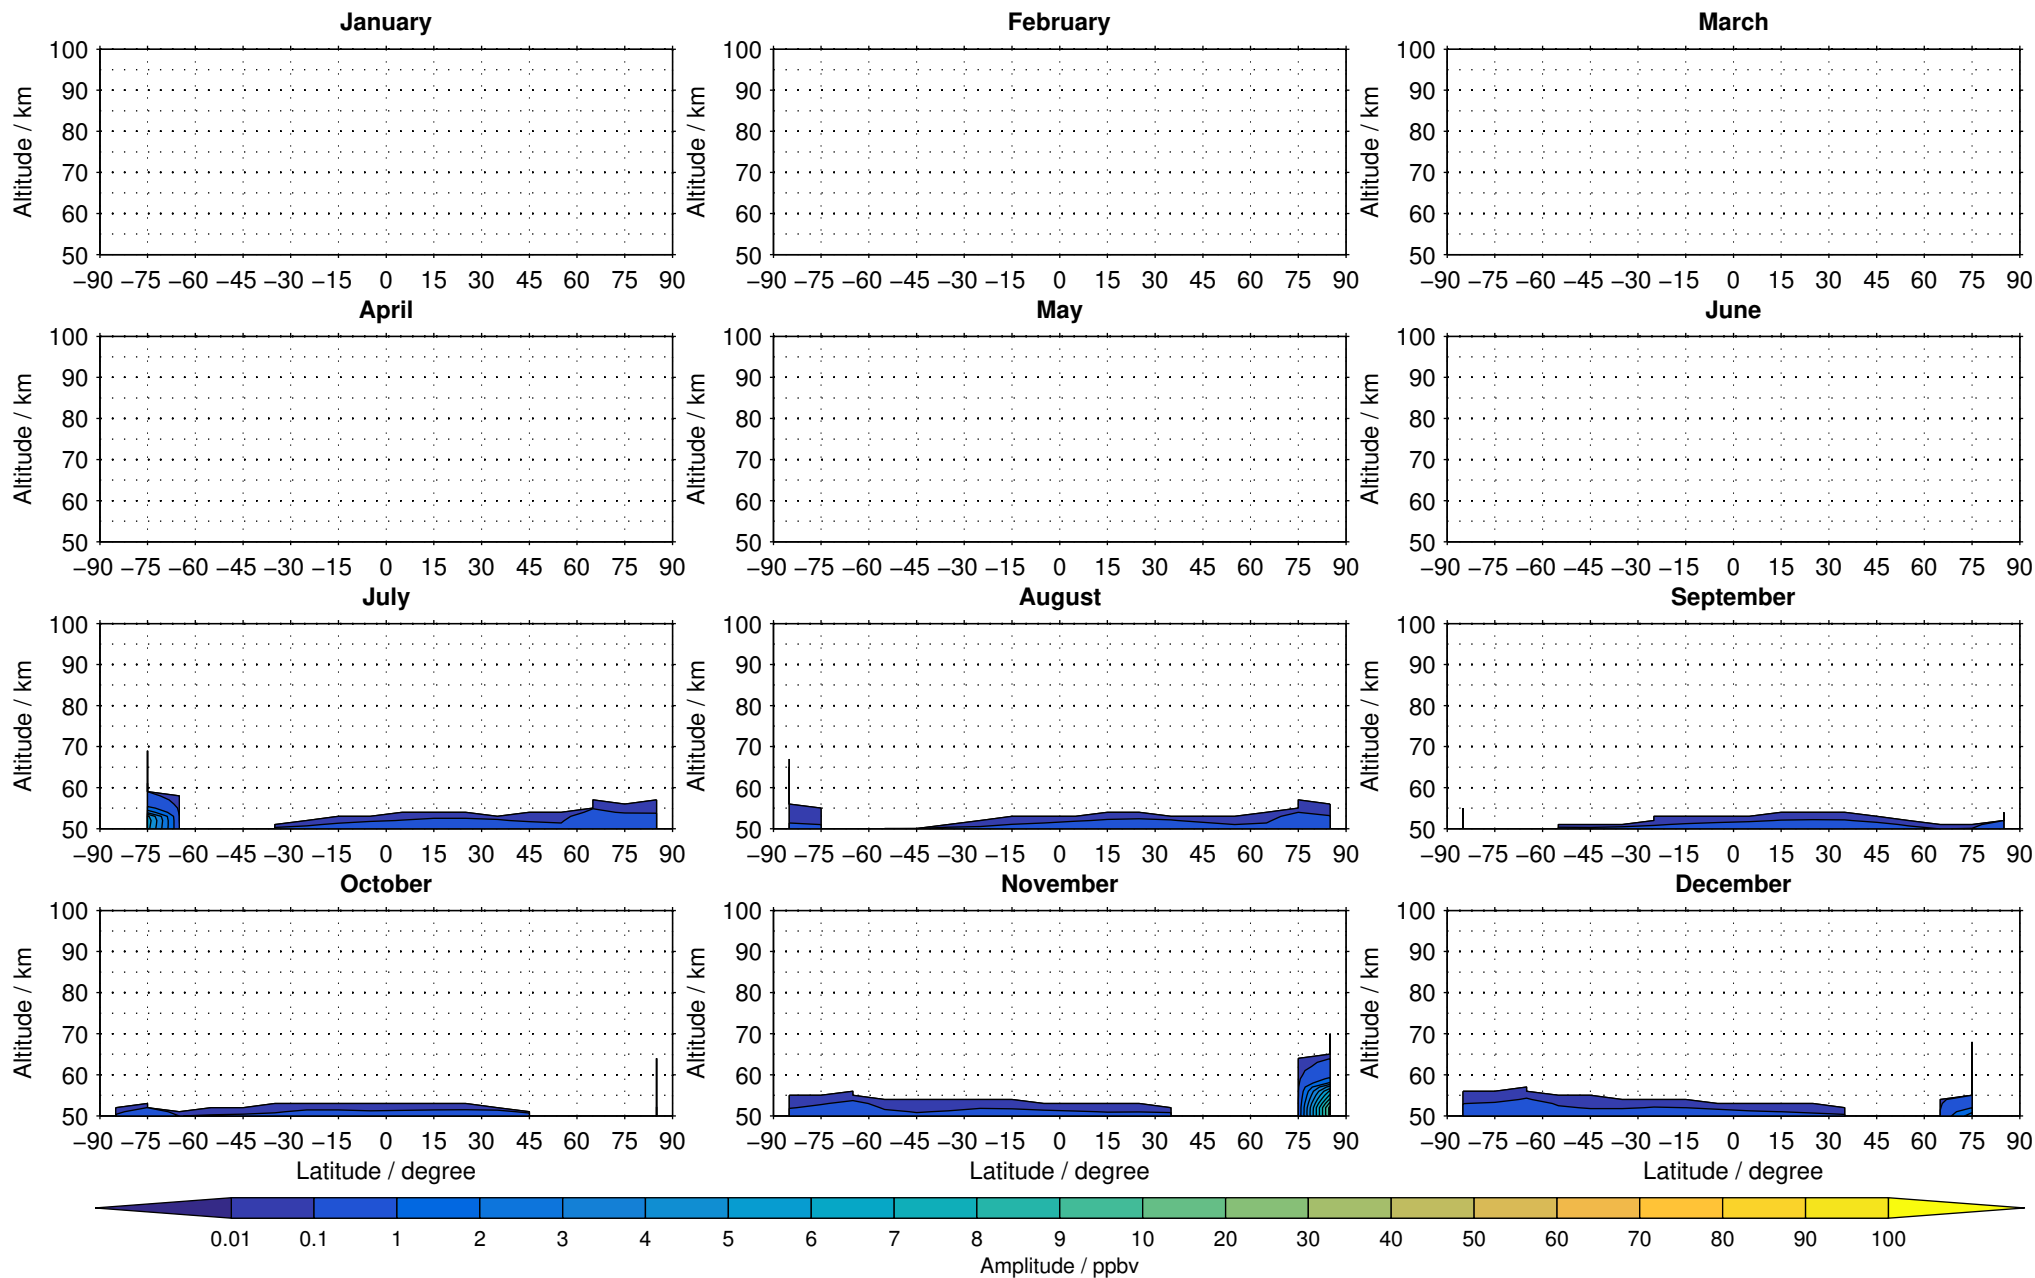 January February March
100 100 100
90 90 90
80 80 80
70 70 70
60 60 60
50 50 50
Altitude / km Altitude / km Altitude / km
−90 −75 −60 −45 −30 −15 0 15 30 45 60 75 90 −90 −75 −60 −45 −30 −15 0 15 30 45 60 75 90 −90 −75 −60 −45 −30 −15 0 15 30 45 60 75 90
April May June
100 100 100
90 90 90
80 80 80
70 70 70
60 60 60
50 50 50
Altitude / km Altitude / km Altitude / km
−90 −75 −60 −45 −30 −15 0 15 30 45 60 75 90 −90 −75 −60 −45 −30 −15 0 15 30 45 60 75 90 −90 −75 −60 −45 −30 −15 0 15 30 45 60 75 90
July August September
100 100 100
90 90 90
80 80 80
70 70 70
60 60 60
50 50 50
Altitude / km Altitude / km Altitude / km
−90 −75 −60 −45 −30 −15 0 15 30 45 60 75 90 −90 −75 −60 −45 −30 −15 0 15 30 45 60 75 90 −90 −75 −60 −45 −30 −15 0 15 30 45 60 75 90
October November December
100 100 100
90 90 90
80 80 80
70 70 70
60 60 60
50 50 50
Altitude / km Altitude / km Altitude / km
−90 −75 −60 −45 −30 −15 0 15 30 45 60 75 90 −90 −75 −60 −45 −30 −15 0 15 30 45 60 75 90 −90 −75 −60 −45 −30 −15 0 15 30 45 60 75 90
Latitude / degree Latitude / degree Latitude / degree
0.01 0.1 1 2 3 4 5 6 7 8 9 10 20 30 40 50 60 70 80 90 100
Amplitude / ppbv